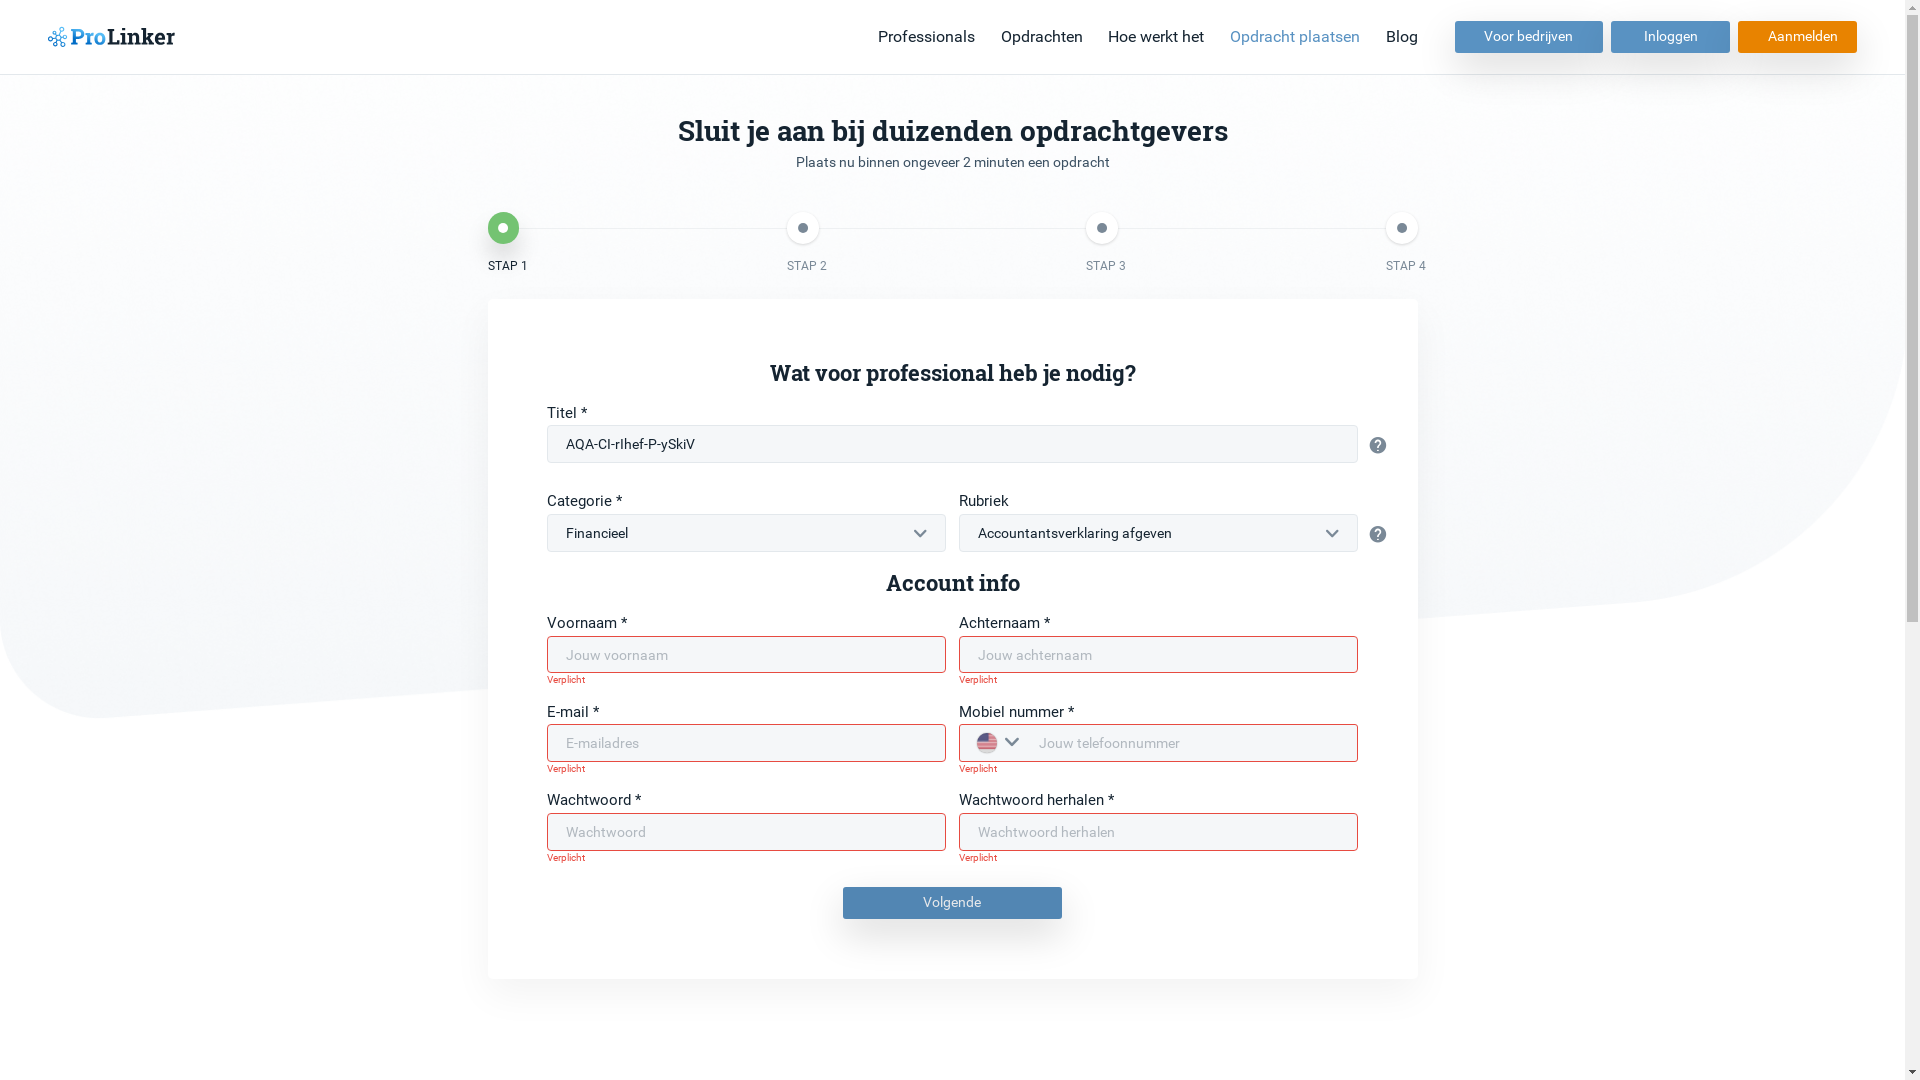 ProLinker
Professionals Opdrachten Hoe werkt het Opdracht plaatsen Blog Voor bedrijven Inloggen Aanmelden
Sluit je aan bij duizenden opdrachtgevers
Plaats nu binnen ongeveer 2 minuten een opdracht
STAP 1 STAP 2 STAP 3 STAP 4
Wat voor professional heb je nodig?
Titel *
AQA-CI-rIhef-P-ySkiV
Categorie * Rubriek
Financieel Accountantsverklaring afgeven
Account info
Voornaam * Achternaam *
Jouw voornaam Jouw achternaam
Verplicht Verplicht
E-mail * Mobiel nummer *
E-mailadres Jouw telefoonnummer
Verplicht Verplicht
Wachtwoord * Wachtwoord herhalen *
Wachtwoord Wachtwoord herhalen
Verplicht Verplicht
Volgende